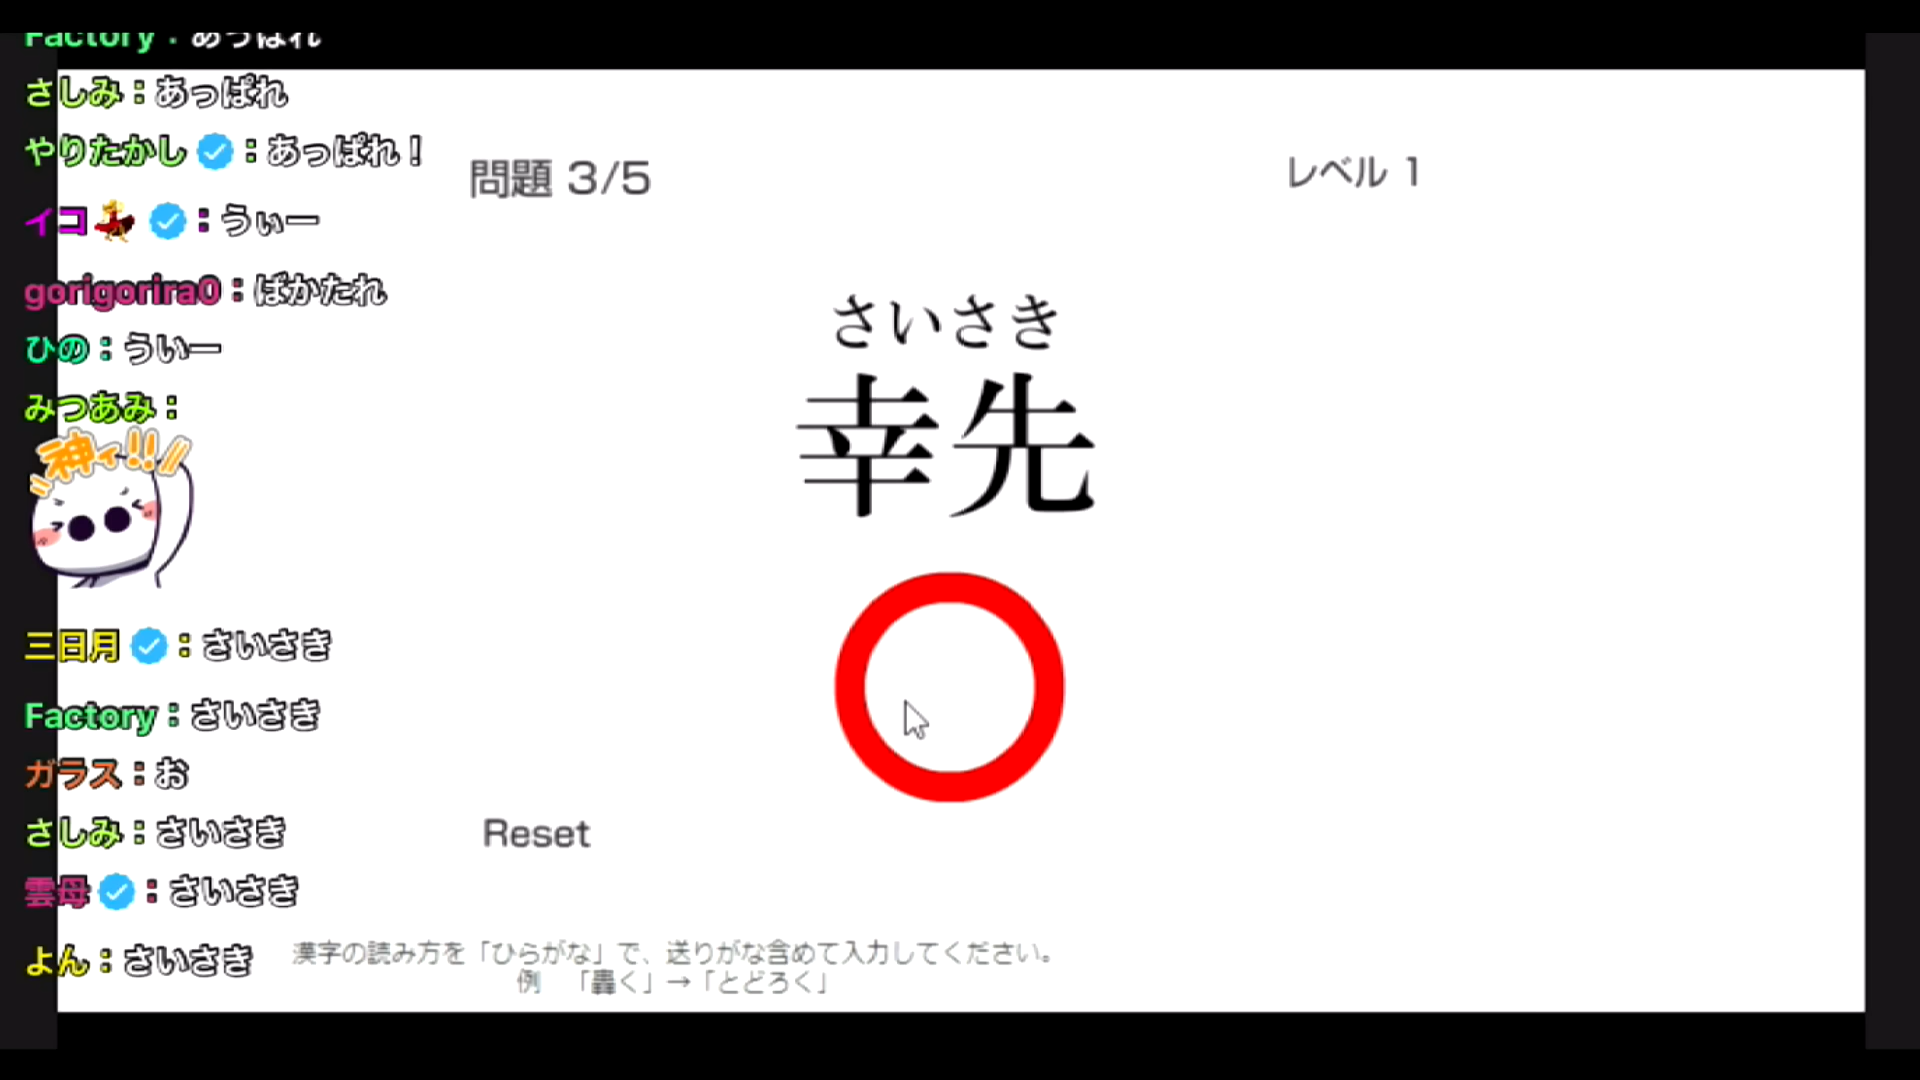 Factory：あっぱれ
さしみ：あっぱれ
やりたかし：あっぱれ！
イコ：うぃー
gorigorira0：ばかたれ
ひの：うぃー
みつあみ：
神ィ!!
三日月：さいさき
Factory：さいさき
ガラス：お
さしみ：さいさき
雲母：さいさき
よん：さいさき
問題 3/5
レベル 1
さいさき
幸先
Reset
漢字の読み方を「ひらがな」で、送りがな含めて入力してください。
例　「轟く」→「とどろく」